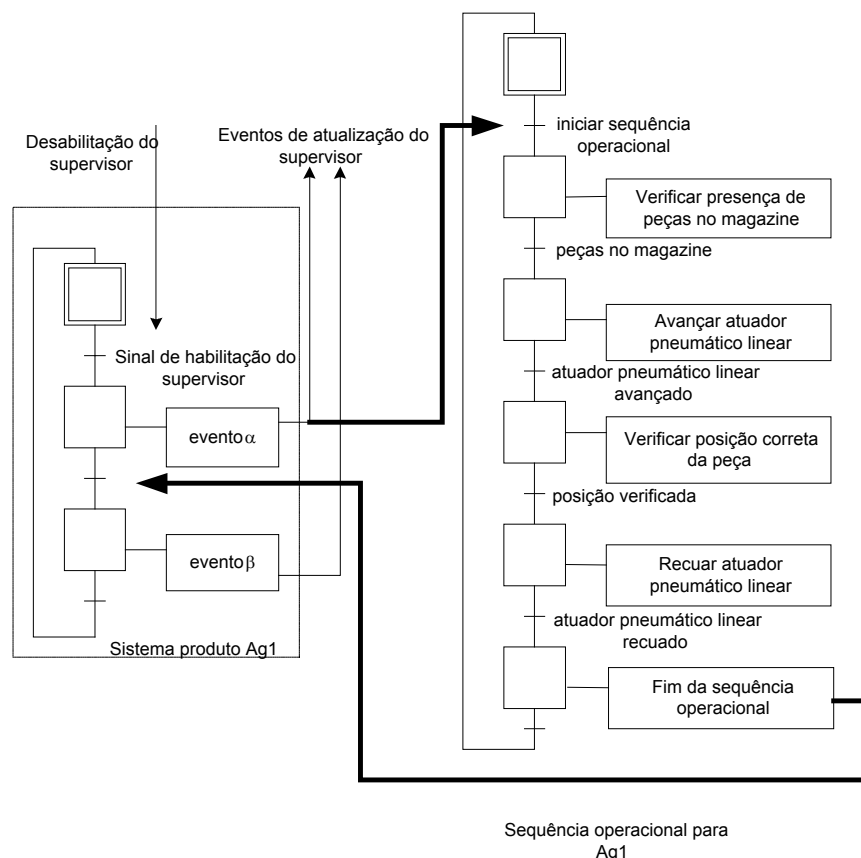 Desabilitação do
supervisor
Eventos de atualização do
supervisor
Sinal de habilitação do
supervisor
evento α
evento β
Sistema produto Ag1
iniciar sequência
operacional
Verificar presença de
peças no magazine
peças no magazine
Avançar atuador
pneumático linear
atuador pneumático linear
avançado
Verificar posição correta
da peça
posição verificada
Recuar atuador
pneumático linear
atuador pneumático linear
recuado
Fim da sequência
operacional
Sequência operacional para
Ag1